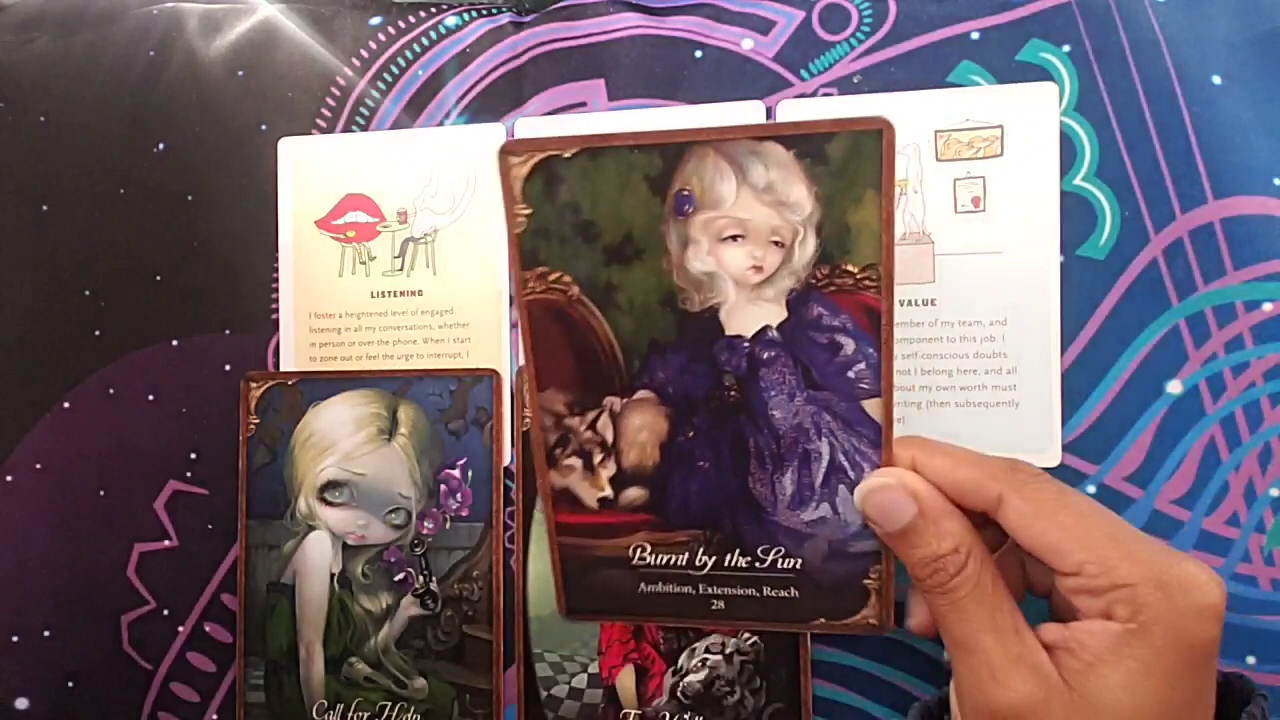 LISTENING
I foster a heightened level of engaged
listening in all my conversations, whether
in person or over-the-phone. When I start
to zone out or feel the urge to interrupt, I
VALUE
ember of my team, and
omponent to this job. I
self-conscious doubts
not I belong here, and all
bout my own worth must
nting (then subsequently
Burnt by the Sun
Ambition, Extension, Reach
28
Call for Help